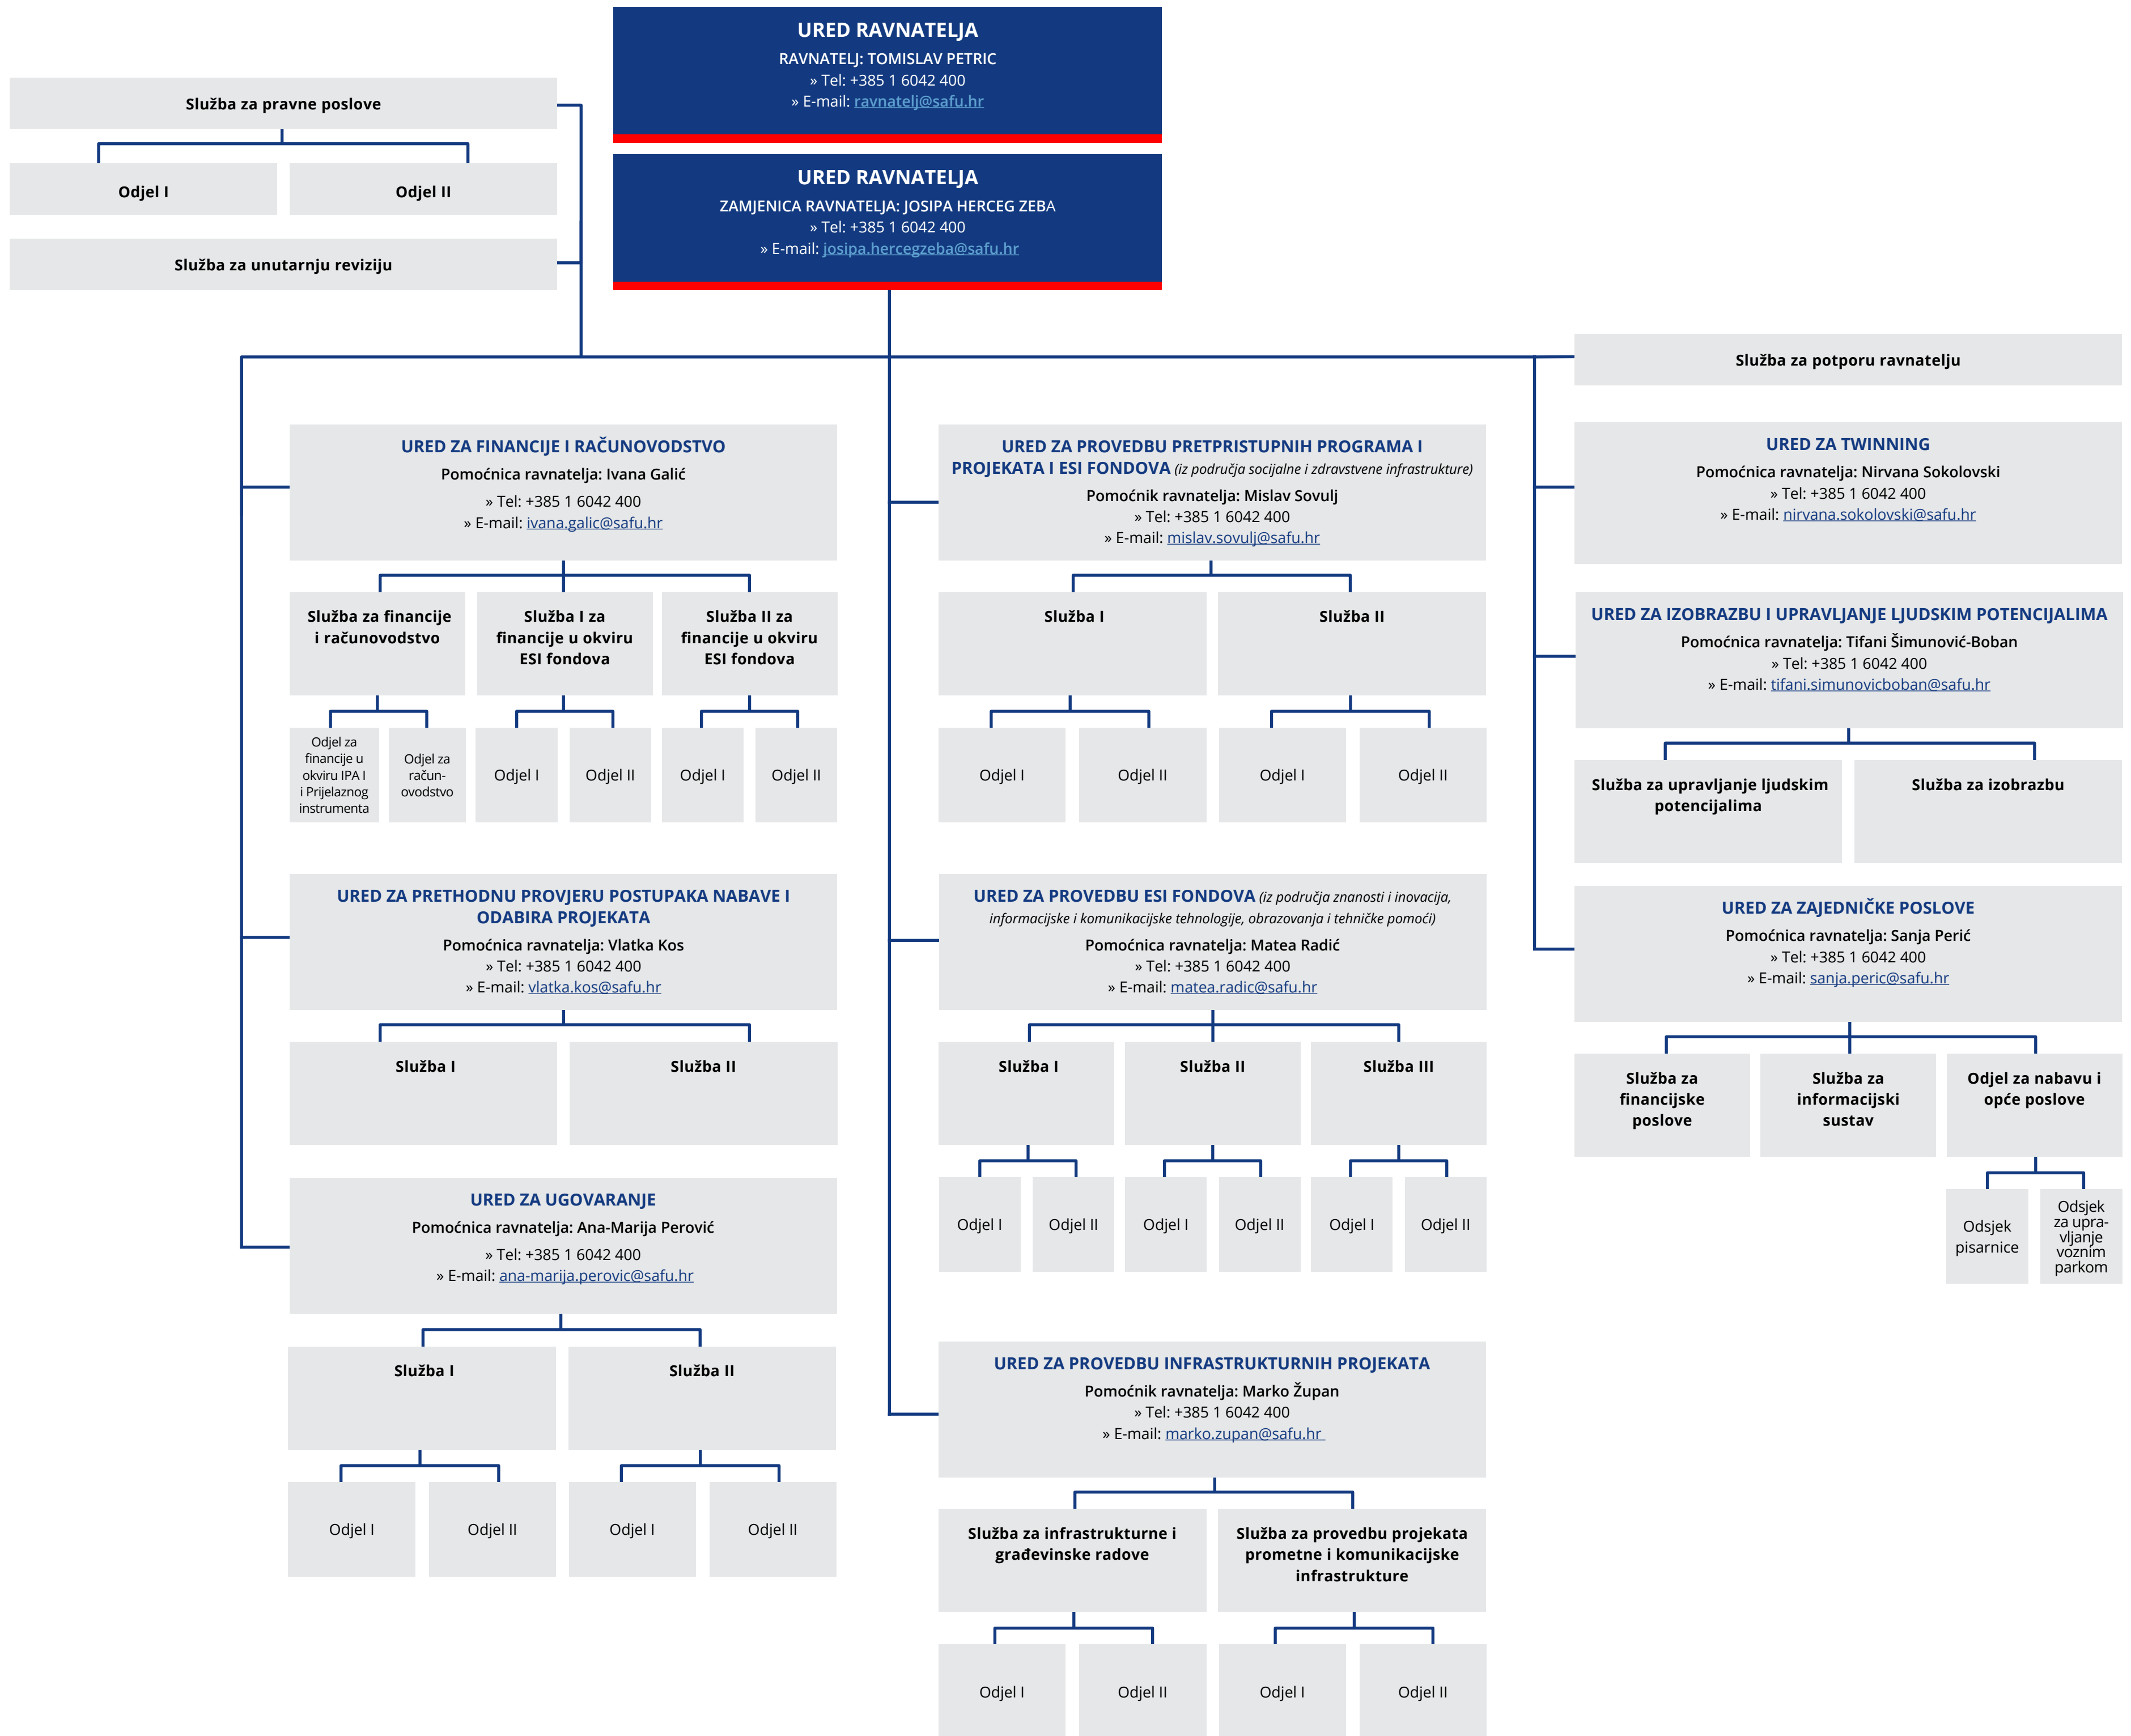 URED RAVNATELJA
RAVNATELJ: TOMISLAV PETRIC
» Tel: +385 1 6042 400
» E-mail: ravnatelj@safu.hr
URED RAVNATELJA
ZAMJENICA RAVNATELJA: JOSIPA HERCEG ZEBA
» Tel: +385 1 6042 400
» E-mail: josipa.hercegzeba@safu.hr
Služba za pravne poslove
Odjel I
Odjel II
Služba za unutarnju reviziju
Služba za potporu ravnatelju
URED ZA FINANCIJE I RAČUNOVODSTVO
Pomoćnica ravnatelja: Ivana Galić
» Tel: +385 1 6042 400
» E-mail: ivana.galic@safu.hr
Služba za financije
i računovodstvo
Služba I za
financije u okviru
ESI fondova
Služba II za
financije u okviru
ESI fondova
Odjel za
financije u
okviru IPA I
i Prijelaznog
instrumenta
Odjel za
račun-
ovodstvo
Odjel I
Odjel II
Odjel I
Odjel II
URED ZA PRETHODNU PROVJERU POSTUPAKA NABAVE I
ODABIRA PROJEKATA
Pomoćnica ravnatelja: Vlatka Kos
» Tel: +385 1 6042 400
» E-mail: vlatka.kos@safu.hr
Služba I
Služba II
URED ZA UGOVARANJE
Pomoćnica ravnatelja: Ana-Marija Perović
» Tel: +385 1 6042 400
» E-mail: ana-marija.perovic@safu.hr
Služba I
Služba II
Odjel I
Odjel II
Odjel I
Odjel II
URED ZA PROVEDBU PRETPRISTUPNIH PROGRAMA I
PROJEKATA I ESI FONDOVA (iz područja socijalne i zdravstvene infrastrukture)
Pomoćnik ravnatelja: Mislav Sovulj
» Tel: +385 1 6042 400
» E-mail: mislav.sovulj@safu.hr
Služba I
Služba II
Odjel I
Odjel II
Odjel I
Odjel II
URED ZA PROVEDBU ESI FONDOVA (iz područja znanosti i inovacija,
informacijske i komunikacijske tehnologije, obrazovanja i tehničke pomoći)
Pomoćnica ravnatelja: Matea Radić
» Tel: +385 1 6042 400
» E-mail: matea.radic@safu.hr
Služba I
Služba II
Služba III
Odjel I
Odjel II
Odjel I
Odjel II
Odjel I
Odjel II
URED ZA PROVEDBU INFRASTRUKTURNIH PROJEKATA
Pomoćnik ravnatelja: Marko Župan
» Tel: +385 1 6042 400
» E-mail: marko.zupan@safu.hr
Služba za infrastrukturne i
građevinske radove
Služba za provedbu projekata
prometne i komunikacijske
infrastrukture
Odjel I
Odjel II
Odjel I
Odjel II
URED ZA TWINNING
Pomoćnica ravnatelja: Nirvana Sokolovski
» Tel: +385 1 6042 400
» E-mail: nirvana.sokolovski@safu.hr
URED ZA IZOBRAZBU I UPRAVLJANJE LJUDSKIM POTENCIJALIMA
Pomoćnica ravnatelja: Tifani Šimunović-Boban
» Tel: +385 1 6042 400
» E-mail: tifani.simunovicboban@safu.hr
Služba za upravljanje ljudskim
potencijalima
Služba za izobrazbu
URED ZA ZAJEDNIČKE POSLOVE
Pomoćnica ravnatelja: Sanja Perić
» Tel: +385 1 6042 400
» E-mail: sanja.peric@safu.hr
Služba za
financijske
poslove
Služba za
informacijski
sustav
Odjel za nabavu i
opće poslove
Odsjek
pisarnice
Odsjek
za upra-
vljanje
voznim
parkom